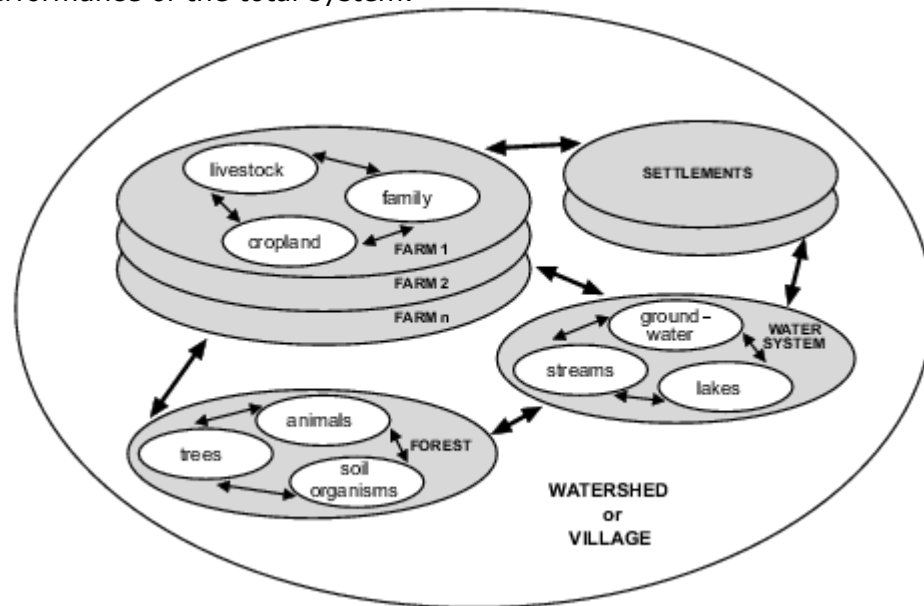 performance of the total system.
livestock
family
cropland
FARM 1
FARM 2
FARM n
SETTLEMENTS
ground–
water
WATER
SYSTEM
streams
lakes
animals
FOREST
trees
soil
organisms
WATERSHED
or
VILLAGE